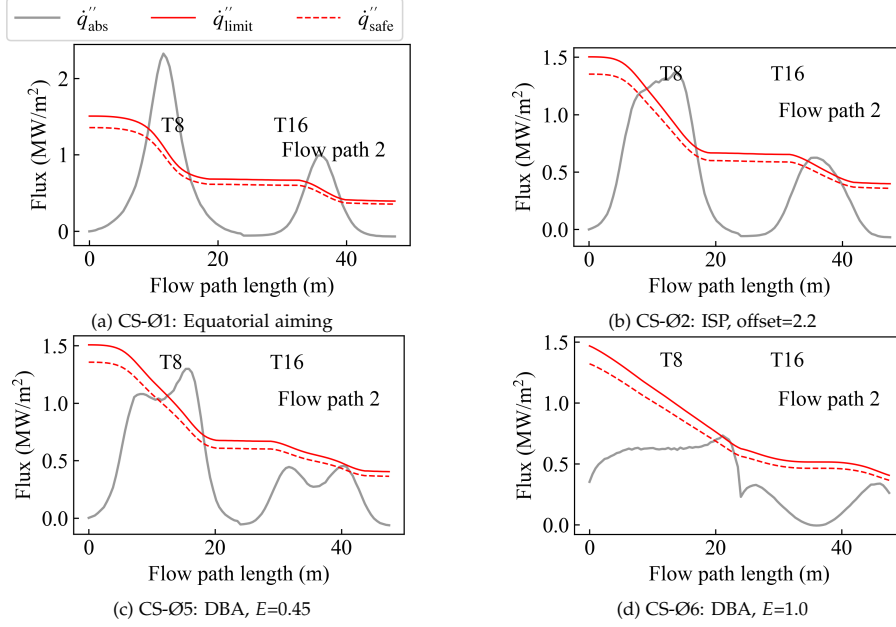 q̇″abs q̇″limit q̇″safe
2
1
0
Flux (MW/m²)
T8
T16
Flow path 2
0 20 40
Flow path length (m)
(a) CS-Ø1: Equatorial aiming
1.5
1.0
0.5
0.0
Flux (MW/m²)
T8
T16
Flow path 2
0 20 40
Flow path length (m)
(b) CS-Ø2: ISP, offset=2.2
1.5
1.0
0.5
0.0
Flux (MW/m²)
T8
T16
Flow path 2
0 20 40
Flow path length (m)
(c) CS-Ø5: DBA, E=0.45
1.5
1.0
0.5
0.0
Flux (MW/m²)
T8
T16
Flow path 2
0 20 40
Flow path length (m)
(d) CS-Ø6: DBA, E=1.0